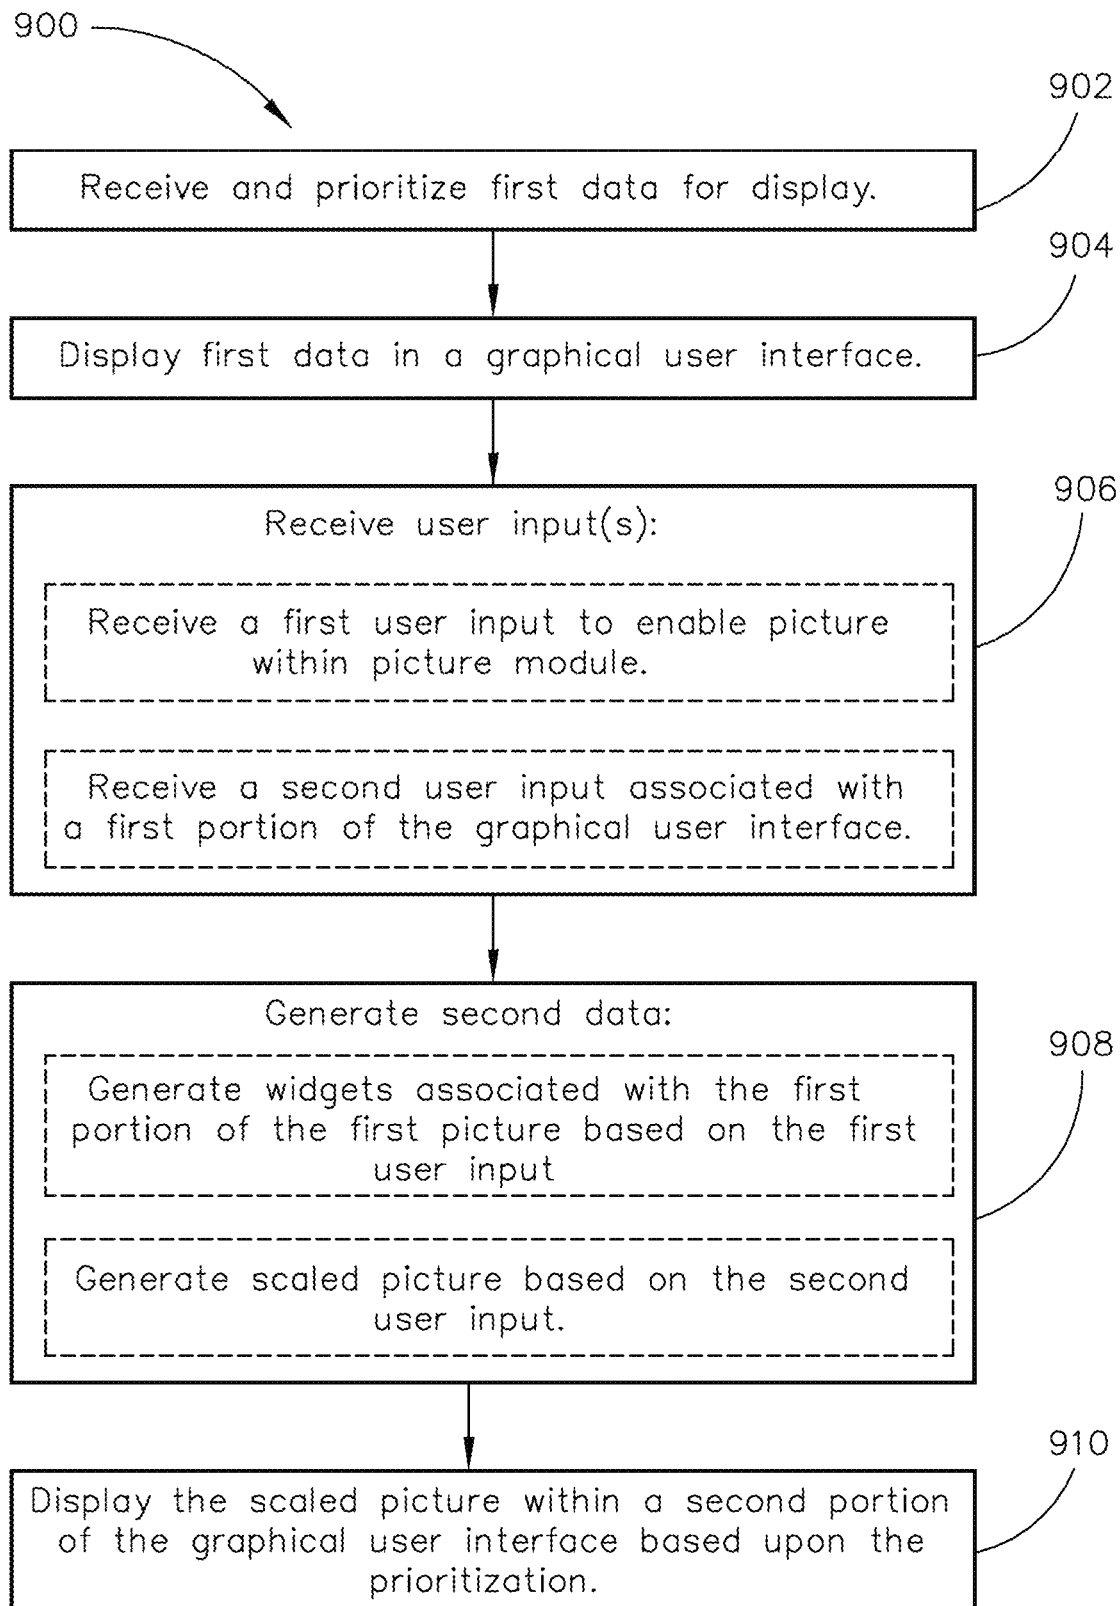 900
902
Receive and prioritize first data for display.
904
Display first data in a graphical user interface.
906
Receive user input(s):
Receive a first user input to enable picture
within picture module.
Receive a second user input associated with
a first portion of the graphical user interface.
908
Generate second data:
Generate widgets associated with the first
portion of the first picture based on the first
user input
Generate scaled picture based on the second
user input.
910
Display the scaled picture within a second portion
of the graphical user interface based upon the
prioritization.